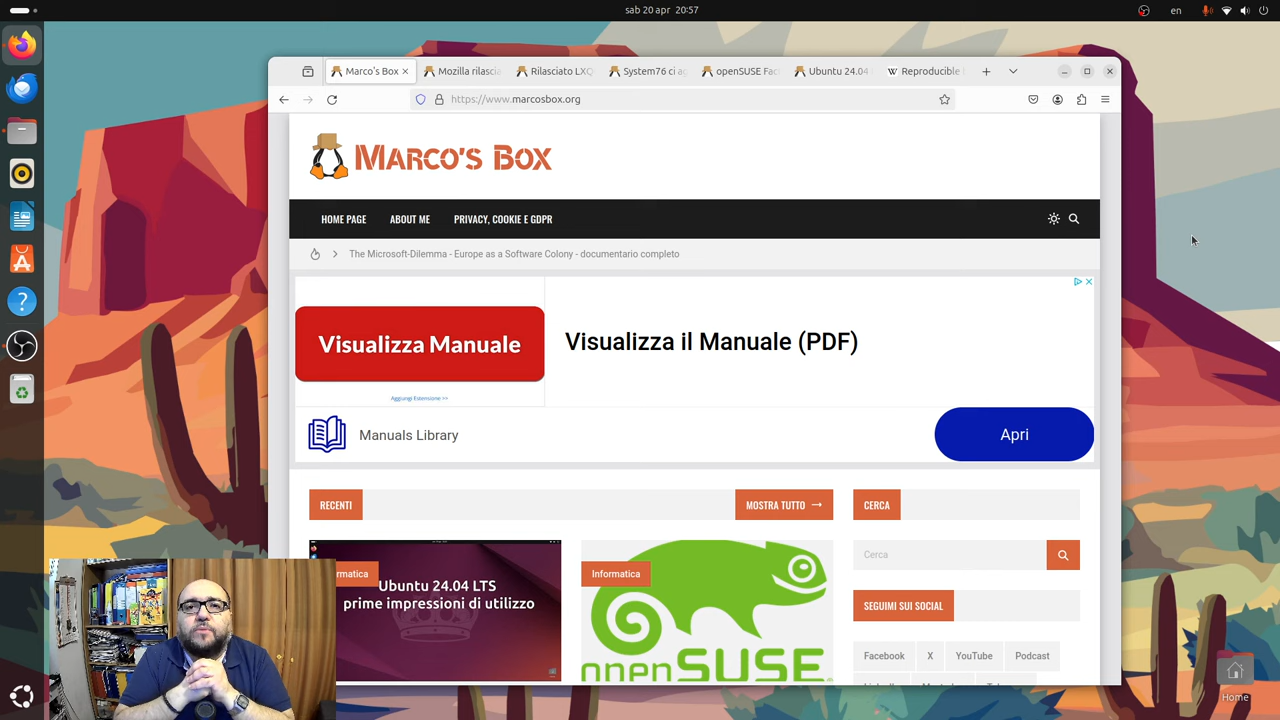 sab 20 apr 20:57
en
Marco's Box
Mozilla rilascia
Rilasciato LXQ
System76 ci ag
openSUSE Fac
Ubuntu 24.04
Reproducible
https://www.marcosbox.org
MARCO'S BOX
HOME PAGE
ABOUT ME
PRIVACY, COOKIE E GDPR
The Microsoft-Dilemma - Europe as a Software Colony - documentario completo
Visualizza Manuale
Visualizza il Manuale (PDF)
Aggiungi Estensione >>
Manuals Library
Apri
RECENTI
MOSTRA TUTTO →
CERCA
rmatica
Ubuntu 24.04 LTS
prime impressioni di utilizzo
Informatica
openSUSE
Cerca
SEGUIMI SUI SOCIAL
Facebook
X
YouTube
Podcast
Home